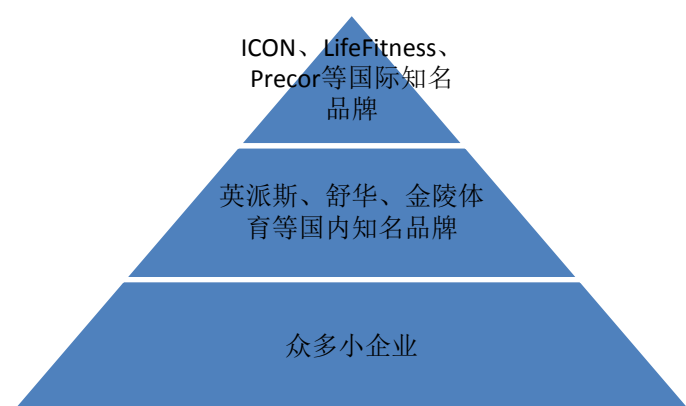 ICON、LifeFitness、
Precor等国际知名
品牌
英派斯、舒华、金陵体
育等国内知名品牌
众多小企业